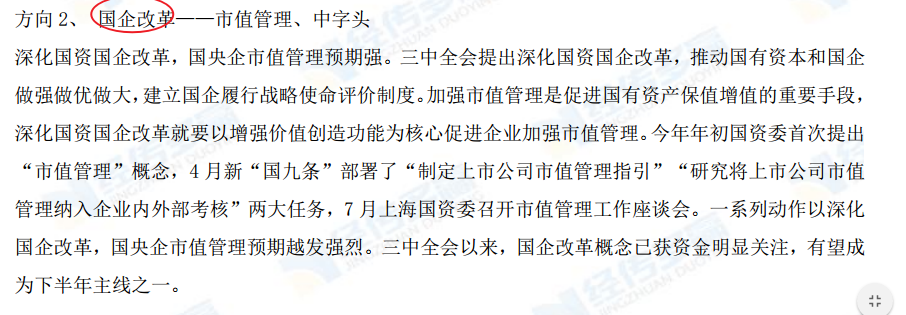 方向 2、 国企改革——市值管理、中字头
深化国资国企改革，国央企市值管理预期强。三中全会提出深化国资国企改革，推动国有资本和国企
做强做优做大，建立国企履行战略使命评价制度。加强市值管理是促进国有资产保值增值的重要手段，
深化国资国企改革就要以增强价值创造功能为核心促进企业加强市值管理。今年年初国资委首次提出
“市值管理”概念，4 月新“国九条”部署了“制定上市公司市值管理指引”“研究将上市公司市值
管理纳入企业内外部考核”两大任务，7 月上海国资委召开市值管理工作座谈会。一系列动作以深化
国企改革，国央企市值管理预期越发强烈。三中全会以来，国企改革概念已获资金明显关注，有望成
为下半年主线之一。
经传多赢
JINGZHUAN DUOYING